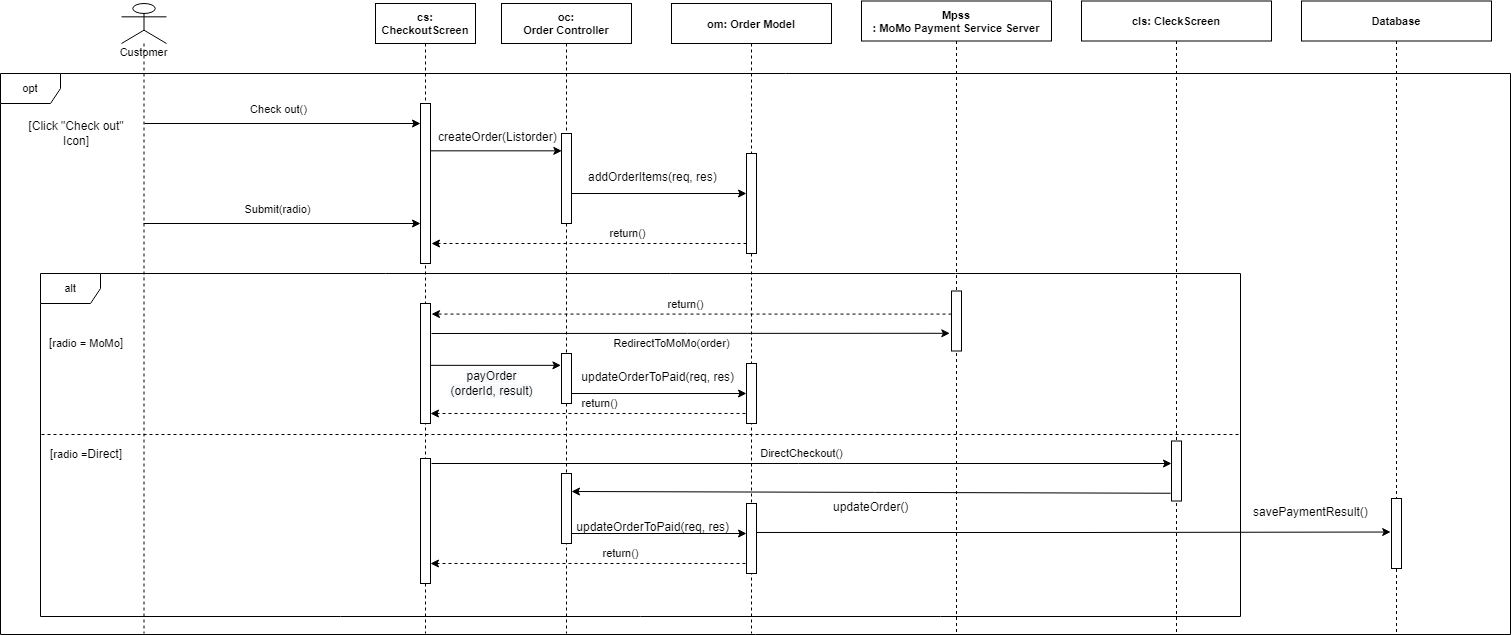 Customer
cs:
CheckoutScreen
oc:
Order Controller
om: Order Model
Mpss
: MoMo Payment Service Server
cls: CleckScreen
Database
opt
[Click "Check out"
Icon]
Check out()
createOrder(Listorder)
addOrderItems(req, res)
Submit(radio)
return()
alt
return()
[radio = MoMo]
RedirectToMoMo(order)
payOrder
(orderId, result)
updateOrderToPaid(req, res)
return()
[radio =Direct]
DirectCheckout()
updateOrder()
savePaymentResult()
updateOrderToPaid(req, res)
return()